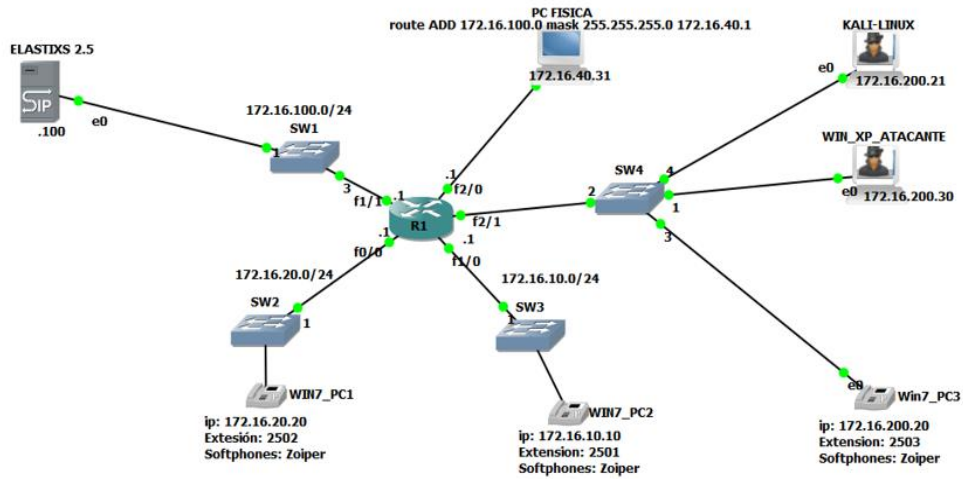 PC FISICA
route ADD 172.16.100.0 mask 255.255.255.0 172.16.40.1
172.16.40.31
KALI-LINUX
e0
172.16.200.21
ELASTIXS 2.5
SIP
.100
e0
172.16.100.0/24
SW1
1
3
f1/1
.1
.1
f2/0
R1
f2/1
.1
f0/0
.1
f1/0
WIN_XP_ATACANTE
e0
172.16.200.30
SW4
2
4
1
3
172.16.20.0/24
SW2
1
WIN7_PC1
ip: 172.16.20.20
Extesión: 2502
Softphones: Zoiper
172.16.10.0/24
SW3
1
WIN7_PC2
ip: 172.16.10.10
Extension: 2501
Softphones: Zoiper
e0
Win7_PC3
ip: 172.16.200.20
Extension: 2503
Softphones: Zoiper